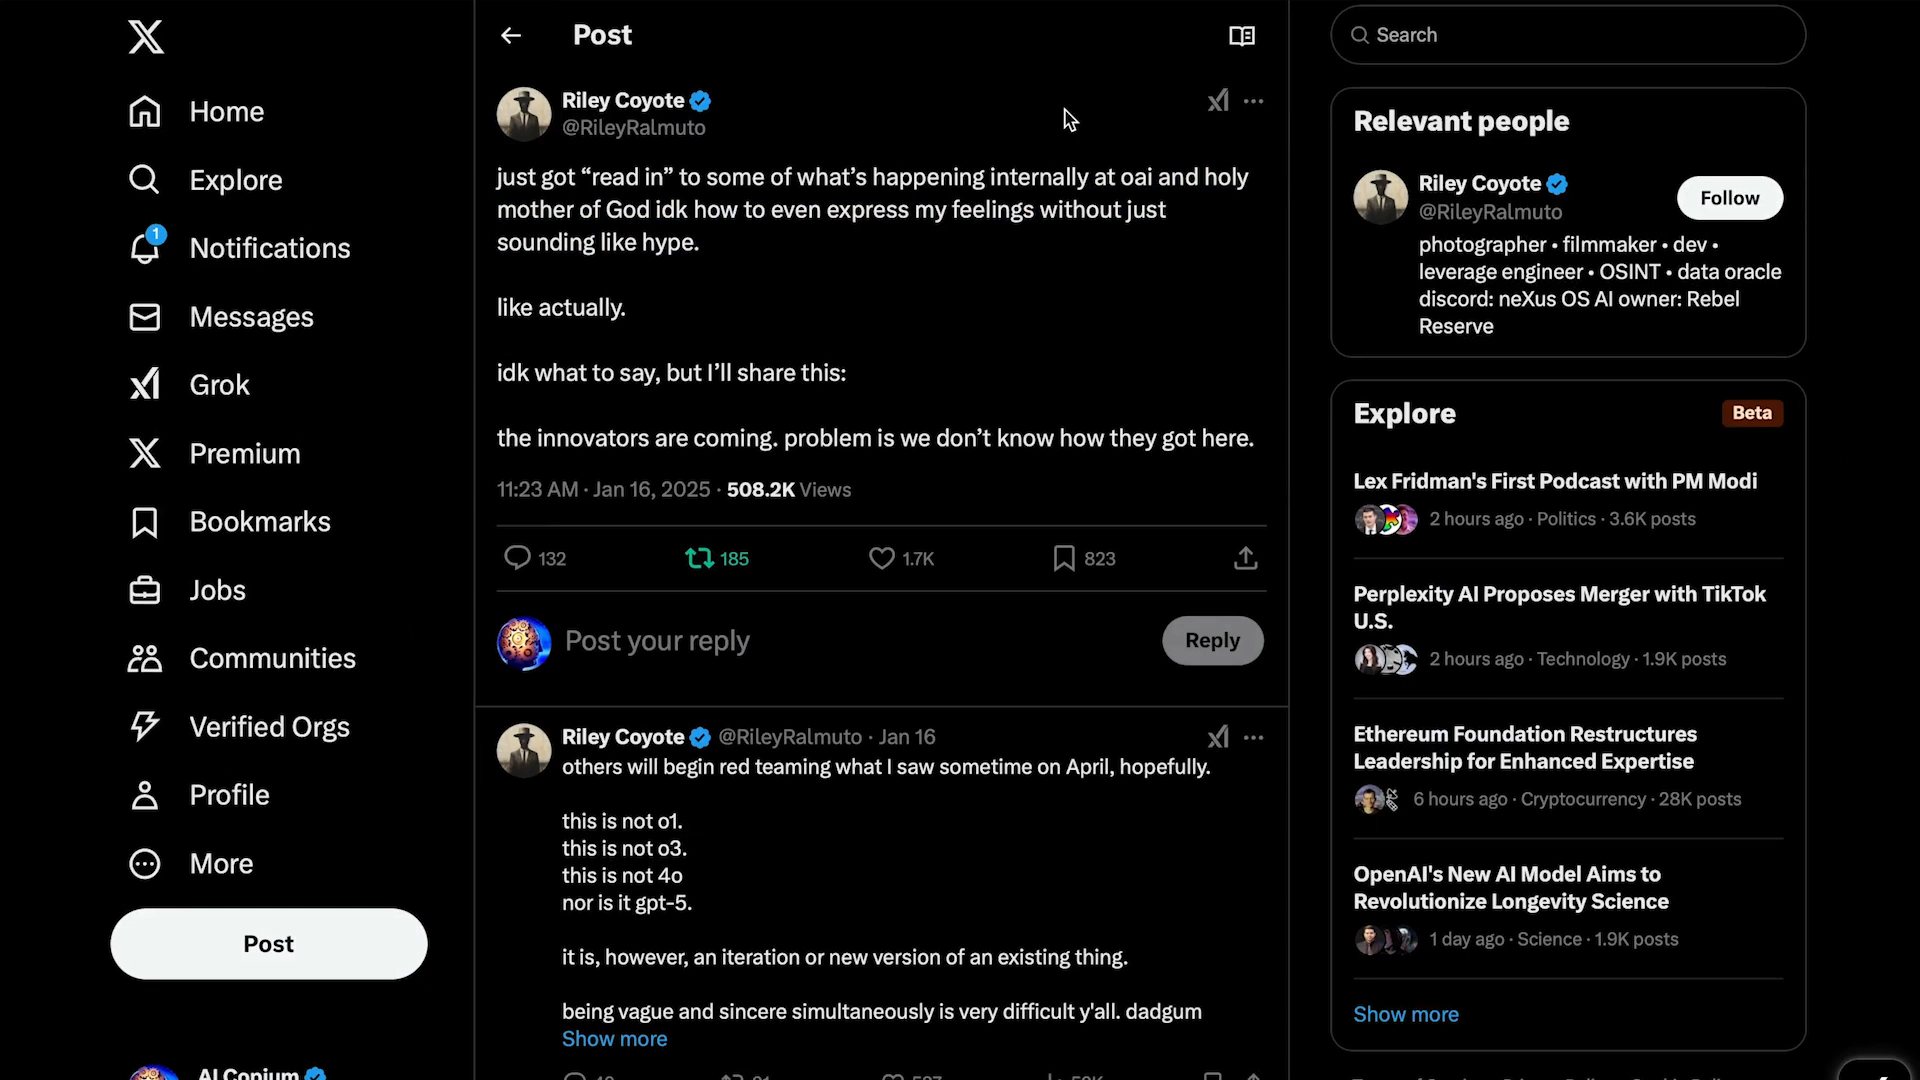 Home
Explore
1
Notifications
Messages
Grok
Premium
Bookmarks
Jobs
Communities
Verified Orgs
Profile
More
Post
AI Copium
Post
Riley Coyote
@RileyRalmuto
just got “read in” to some of what’s happening internally at oai and holy
mother of God idk how to even express my feelings without just
sounding like hype.
like actually.
idk what to say, but I’ll share this:
the innovators are coming. problem is we don’t know how they got here.
11:23 AM · Jan 16, 2025 · 508.2K Views
132 185 1.7K 823
Post your reply
Reply
Riley Coyote @RileyRalmuto · Jan 16
others will begin red teaming what I saw sometime on April, hopefully.
this is not o1.
this is not o3.
this is not 4o
nor is it gpt-5.
it is, however, an iteration or new version of an existing thing.
being vague and sincere simultaneously is very difficult y'all. dadgum
Show more
Search
Relevant people
Riley Coyote
@RileyRalmuto
Follow
photographer • filmmaker • dev •
leverage engineer • OSINT • data oracle
discord: neXus OS AI owner: Rebel
Reserve
Explore
Beta
Lex Fridman's First Podcast with PM Modi
2 hours ago · Politics · 3.6K posts
Perplexity AI Proposes Merger with TikTok
U.S.
2 hours ago · Technology · 1.9K posts
Ethereum Foundation Restructures
Leadership for Enhanced Expertise
6 hours ago · Cryptocurrency · 28K posts
OpenAI's New AI Model Aims to
Revolutionize Longevity Science
1 day ago · Science · 1.9K posts
Show more